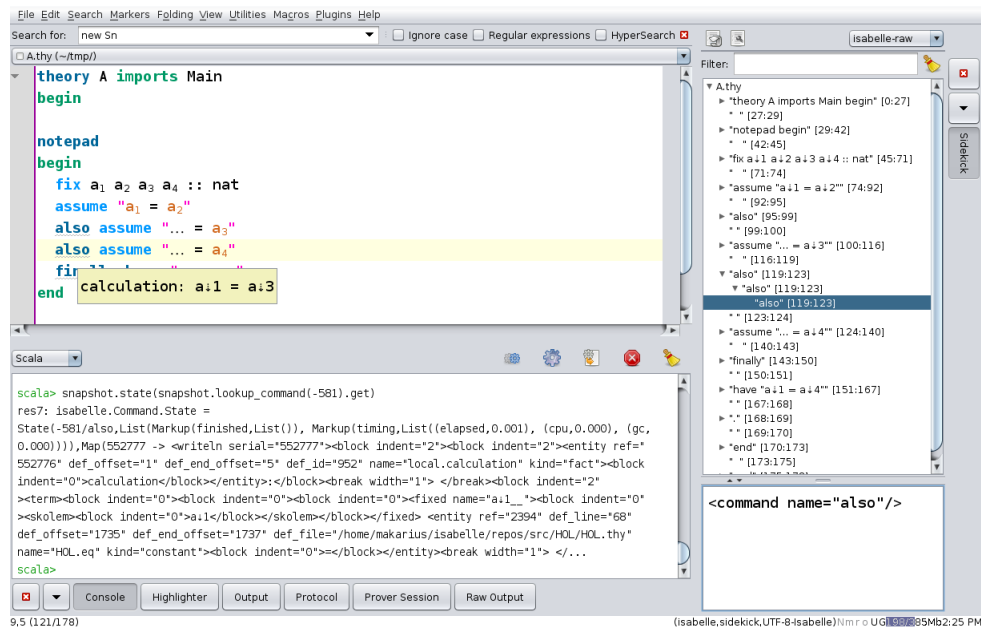 File Edit Search Markers Folding View Utilities Macros Plugins Help
Search for: new Sn Ignore case Regular expressions HyperSearch
A.thy (~/tmp/)
theory A imports Main
begin
notepad
begin
fix a₁ a₂ a₃ a₄ :: nat
assume "a₁ = a₂"
also assume "... = a₃"
also assume "... = a₄"
calculation: a↓1 = a↓3
end
isabelle-raw
Filter:
A.thy
"theory A imports Main begin" [0:27]
" " [27:29]
"notepad begin" [29:42]
" " [42:45]
"fix a↓1 a↓2 a↓3 a↓4 :: nat" [45:71]
" " [71:74]
"assume "a↓1 = a↓2"" [74:92]
" " [92:95]
"also" [95:99]
" " [99:100]
"assume "... = a↓3"" [100:116]
" " [116:119]
"also" [119:123]
"also" [119:123]
"also" [119:123]
" " [123:124]
"assume "... = a↓4"" [124:140]
" " [140:143]
"finally" [143:150]
" " [150:151]
"have "a↓1 = a↓4"" [151:167]
" " [167:168]
"." [168:169]
" " [169:170]
"end" [170:173]
" " [173:175]
Sidekick
Scala
scala> snapshot.state(snapshot.lookup_command(-581).get)
res7: isabelle.Command.State =
State(-581/also,List(Markup(finished,List()), Markup(timing,List((elapsed,0.001), (cpu,0.000), (gc,
0.000)))),Map(552777 -> <writeln serial="552777"><block indent="2"><block indent="2"><entity ref="
552776" def_offset="1" def_end_offset="5" def_id="952" name="local.calculation" kind="fact"><block
indent="0">calculation</block></entity>:</block><break width="1"> </break><block indent="2"
><term><block indent="0"><block indent="0"><block indent="0"><fixed name="a↓1__"><block indent="0"
><skolem><block indent="0">a↓1</block></skolem></block></fixed> <entity ref="2394" def_line="68"
def_offset="1735" def_end_offset="1737" def_file="/home/makarius/isabelle/repos/src/HOL/HOL.thy"
name="HOL.eq" kind="constant"><block indent="0">=</block></entity><break width="1"> </...
scala>
<command name="also"/>
Console Highlighter Output Protocol Prover Session Raw Output
9,5 (121/178) (isabelle,sidekick,UTF-8-Isabelle) N m r o UG 198/385Mb 2:25 PM